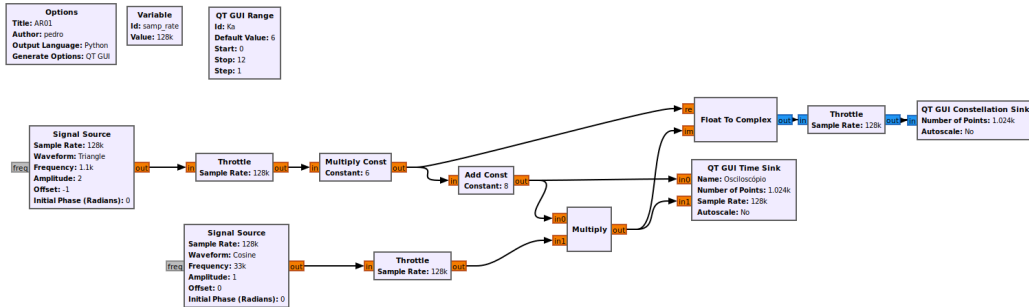 Options
Title: AR01
Author: pedro
Output Language: Python
Generate Options: QT GUI
Variable
Id: samp_rate
Value: 128k
QT GUI Range
Id: Ka
Default Value: 6
Start: 0
Stop: 12
Step: 1
Signal Source
Sample Rate: 128k
Waveform: Triangle
Frequency: 1.1k
Amplitude: 2
Offset: -1
Initial Phase (Radians): 0
freq
out
in
Throttle
Sample Rate: 128k
out
in
Multiply Const
Constant: 6
out
in
Add Const
Constant: 8
out
Signal Source
Sample Rate: 128k
Waveform: Cosine
Frequency: 33k
Amplitude: 1
Offset: 0
Initial Phase (Radians): 0
freq
out
in
Throttle
Sample Rate: 128k
out
in0
in1
Multiply
out
re
im
Float To Complex
out
in
Throttle
Sample Rate: 128k
out
in
QT GUI Constellation Sink
Number of Points: 1.024k
Autoscale: No
in0
in1
QT GUI Time Sink
Name: Osciloscópio
Number of Points: 1.024k
Sample Rate: 128k
Autoscale: No